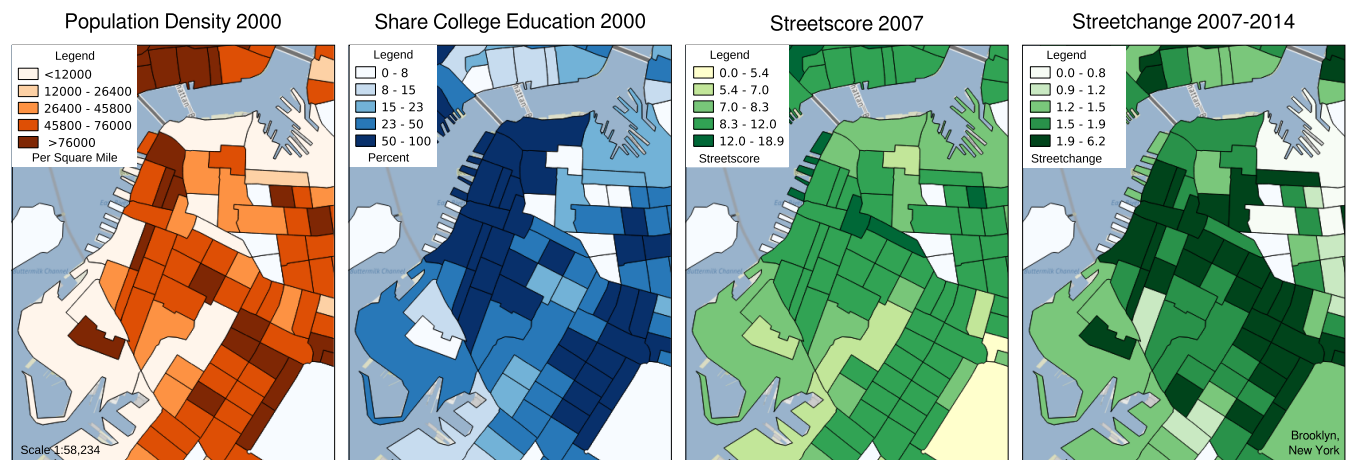 Population Density 2000
Legend
<12000
12000 - 26400
26400 - 45800
45800 - 76000
>76000
Per Square Mile
Scale 1:58,234
Share College Education 2000
Legend
0 - 8
8 - 15
15 - 23
23 - 50
50 - 100
Percent
Streetscore 2007
Legend
0.0 - 5.4
5.4 - 7.0
7.0 - 8.3
8.3 - 12.0
12.0 - 18.9
Streetscore
Streetchange 2007-2014
Legend
0.0 - 0.8
0.9 - 1.2
1.2 - 1.5
1.5 - 1.9
1.9 - 6.2
Streetchange
Brooklyn,
New York